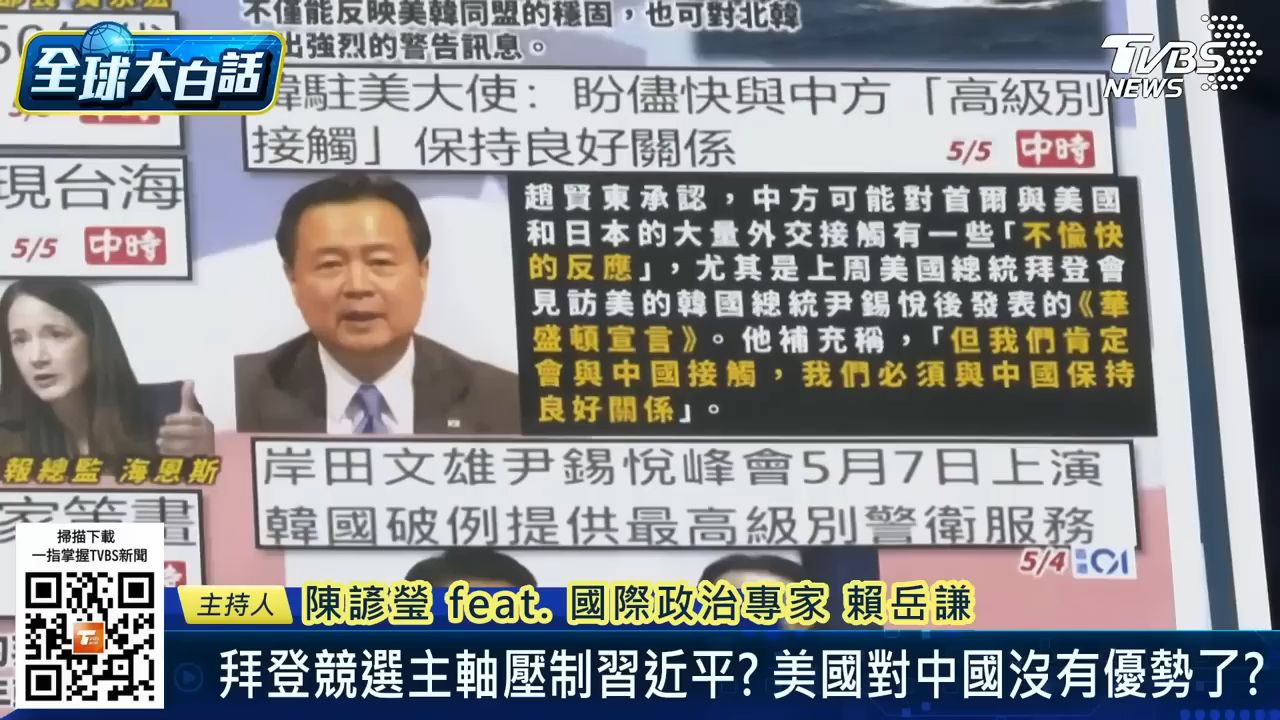 不僅能反映美韓同盟的穩固，也可對北韓
出強烈的警告訊息。
全球大白話
TVBS
NEWS
韓駐美大使：盼儘快與中方「高級別
接觸」保持良好關係
5/5 中時
現台海
5/5 中時
趙賢東承認，中方可能對首爾與美國
和日本的大量外交接觸有一些「不愉快
的反應」，尤其是上周美國總統拜登會
見訪美的韓國總統尹錫悅後發表的《華
盛頓宣言》。他補充稱，「但我們肯定
會與中國接觸，我們必須與中國保持
良好關係」。
報總監 海恩斯
岸田文雄尹錫悅峰會5月7日上演
韓國破例提供最高級別警衛服務
5/4 香港01
掃描下載
一指掌握TVBS新聞
主持人 陳諺瑩 feat. 國際政治專家 賴岳謙
拜登競選主軸壓制習近平? 美國對中國沒有優勢了?